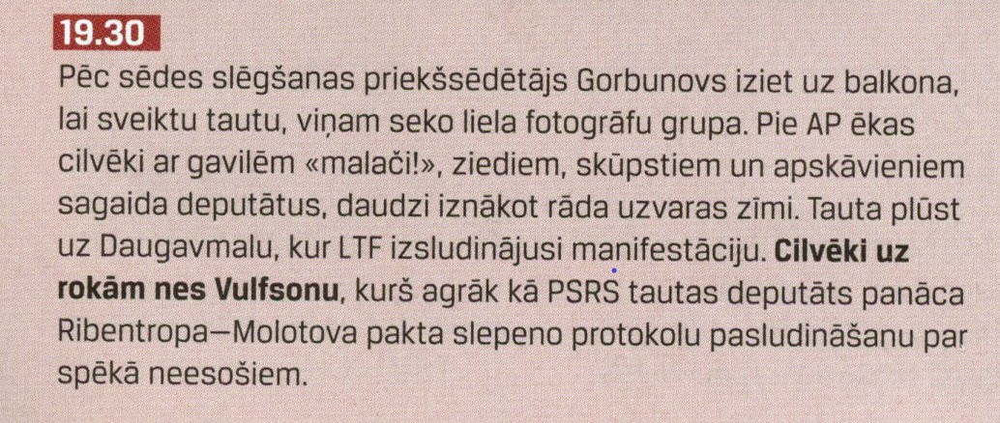 19.30
Pēc sēdes slēgšanas priekšsēdētājs Gorbunovs iziet uz balkona,
lai sveiktu tautu, viņam seko liela fotogrāfu grupa. Pie AP ēkas
cilvēki ar gavilēm «malači!», ziediem, skūpstiem un apskāvieniem
sagaida deputātus, daudzi iznākot rāda uzvaras zīmi. Tauta plūst
uz Daugavmalu, kur LTF izsludinājusi manifestāciju. Cilvēki uz
rokām nes Vulfsonu, kurš agrāk kā PSRS tautas deputāts panāca
Ribentropa—Molotova pakta slepeno protokolu pasludināšanu par
spēkā neesošiem.